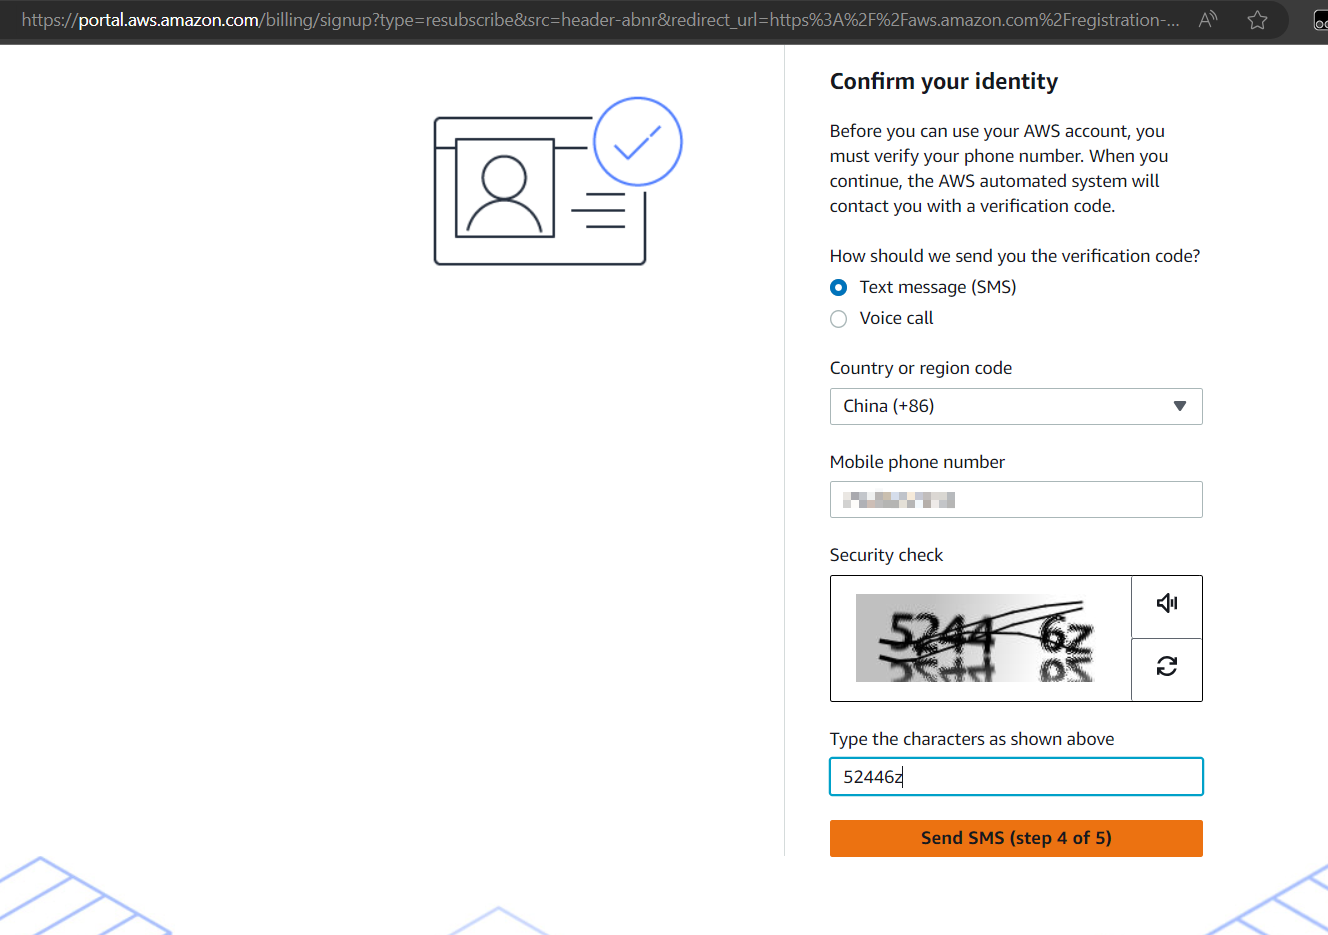 https://portal.aws.amazon.com/billing/signup?type=resubscribe&src=header-abnr&redirect_url=https%3A%2F%2Faws.amazon.com%2Fregistration-...
Confirm your identity
Before you can use your AWS account, you
must verify your phone number. When you
continue, the AWS automated system will
contact you with a verification code.
How should we send you the verification code?
Text message (SMS)
Voice call
Country or region code
China (+86)
Mobile phone number
Security check
52446z
Type the characters as shown above
52446z
Send SMS (step 4 of 5)